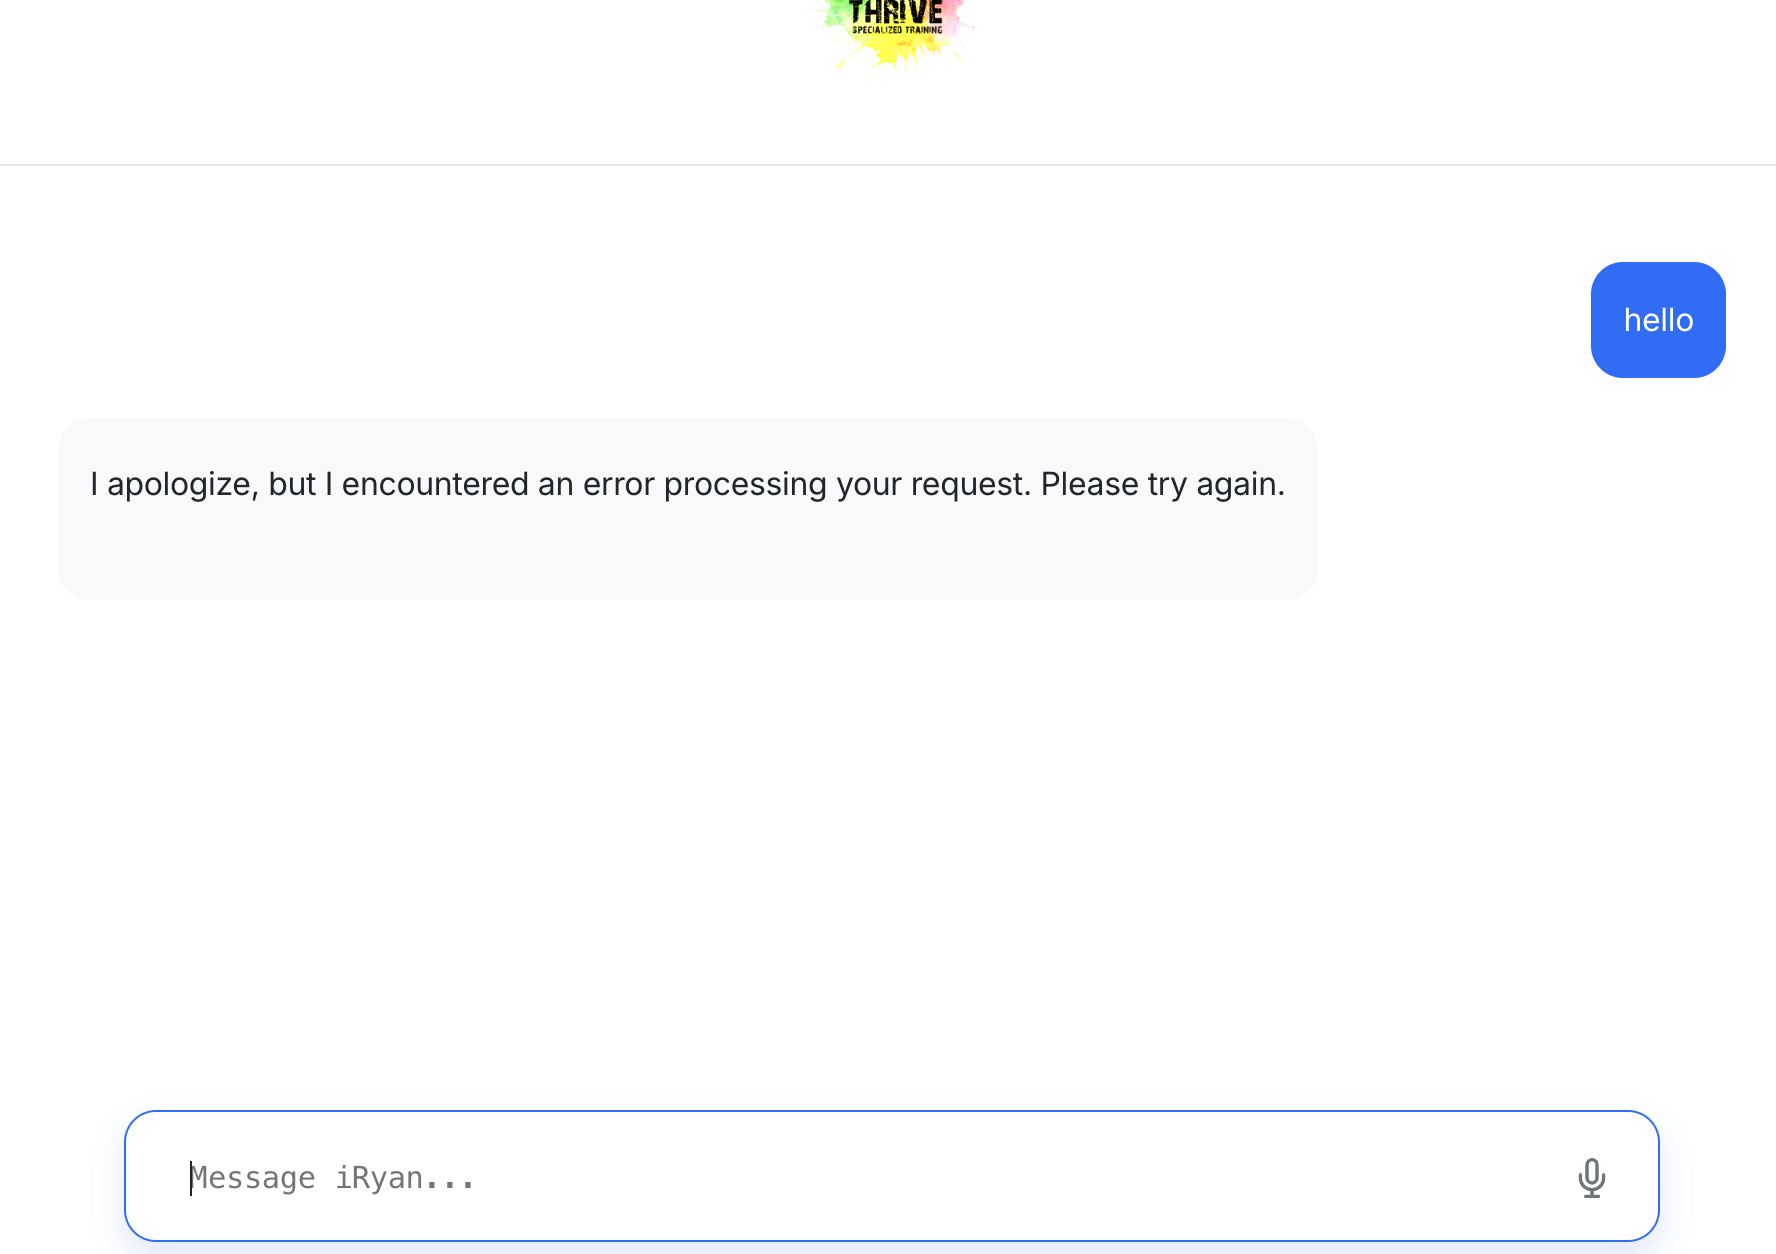 THRIVE
SPECIALIZED TRAINING
hello
I apologize, but I encountered an error processing your request. Please try again.
Message iRyan...